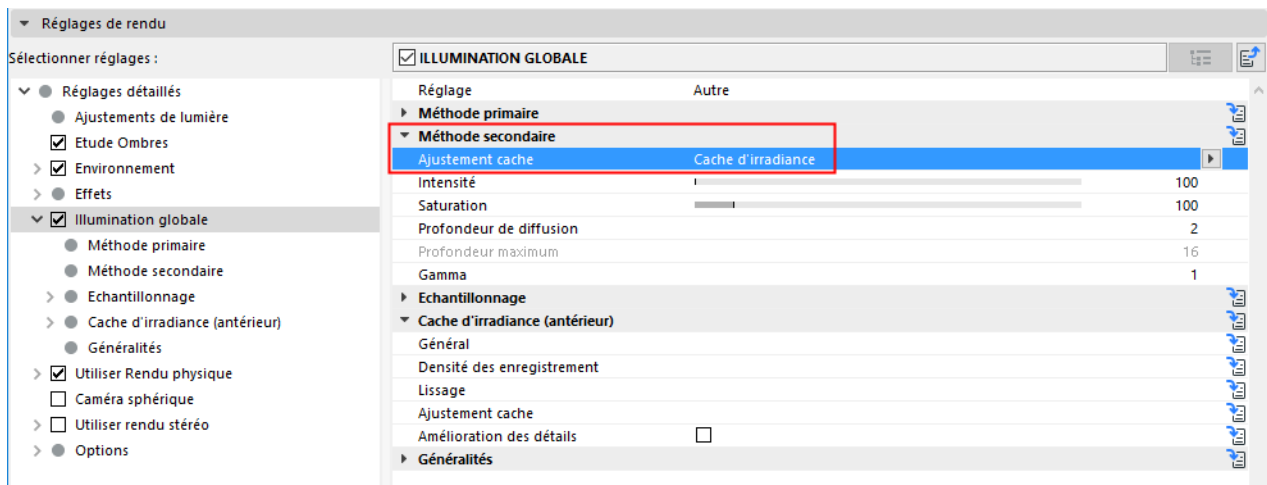 Réglages de rendu
Sélectionner réglages :
Réglages détaillés
Ajustements de lumière
Etude Ombres
Environnement
Effets
Illumination globale
Méthode primaire
Méthode secondaire
Echantillonnage
Cache d'irradiance (antérieur)
Généralités
Utiliser Rendu physique
Caméra sphérique
Utiliser rendu stéréo
Options
ILLUMINATION GLOBALE
Réglage Autre
Méthode primaire
Méthode secondaire
Ajustement cache Cache d'irradiance
Intensité 100
Saturation 100
Profondeur de diffusion 2
Profondeur maximum 16
Gamma 1
Echantillonnage
Cache d'irradiance (antérieur)
Général
Densité des enregistrement
Lissage
Ajustement cache
Amélioration des détails
Généralités